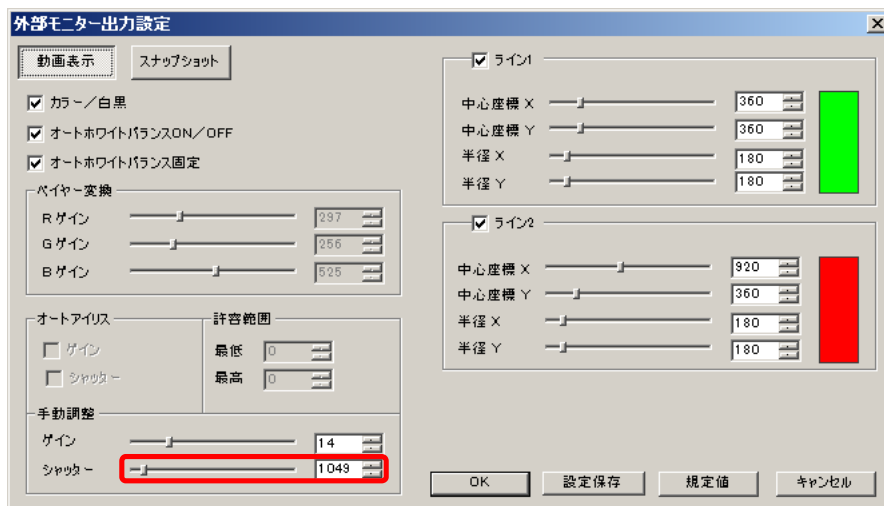 外部モニター出力設定
動画表示 スナップショット
カラー／白黒
オートホワイトバランスON／OFF
オートホワイトバランス固定
ベイヤー変換
Rゲイン 297
Gゲイン 256
Bゲイン 525
オートアイリス
ゲイン
シャッター
許容範囲
最低 0
最高 0
手動調整
ゲイン 14
シャッター 1049
ライン1
中心座標 X 360
中心座標 Y 360
半径 X 180
半径 Y 180
ライン2
中心座標 X 920
中心座標 Y 360
半径 X 180
半径 Y 180
OK 設定保存 規定値 キャンセル